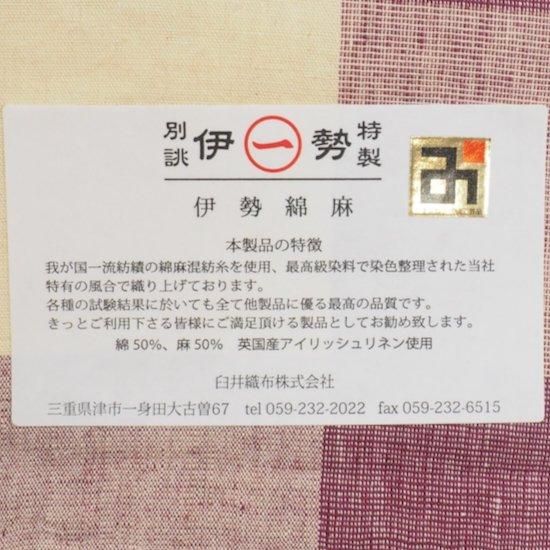 別誂 伊 一 勢 特製
伊勢綿麻
本製品の特徴
我が国一流紡績の綿麻混紡糸を使用、最高級染料で染色整理された当社
特有の風合で織り上げております。
各種の試験結果に於いても全て他製品に優る最高の品質です。
きっとご利用下さる皆様にご満足頂ける製品としてお勧め致します。
綿50%、麻50% 英国産アイリッシュリネン使用
臼井織布株式会社
三重県津市一身田大古曽67 tel 059-232-2022 fax 059-232-6515